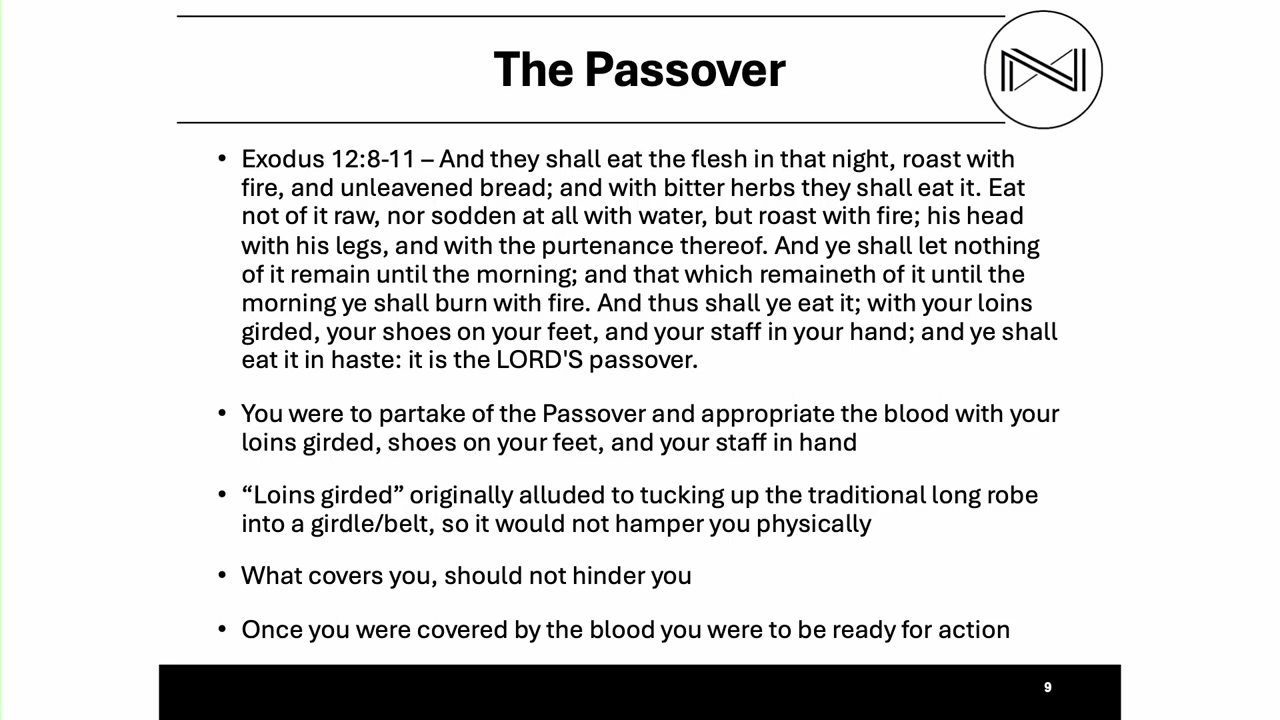 The Passover
• Exodus 12:8-11 – And they shall eat the flesh in that night, roast with
fire, and unleavened bread; and with bitter herbs they shall eat it. Eat
not of it raw, nor sodden at all with water, but roast with fire; his head
with his legs, and with the purtenance thereof. And ye shall let nothing
of it remain until the morning; and that which remaineth of it until the
morning ye shall burn with fire. And thus shall ye eat it; with your loins
girded, your shoes on your feet, and your staff in your hand; and ye shall
eat it in haste: it is the LORD'S passover.
• You were to partake of the Passover and appropriate the blood with your
loins girded, shoes on your feet, and your staff in hand
• “Loins girded” originally alluded to tucking up the traditional long robe
into a girdle/belt, so it would not hamper you physically
• What covers you, should not hinder you
• Once you were covered by the blood you were to be ready for action
9